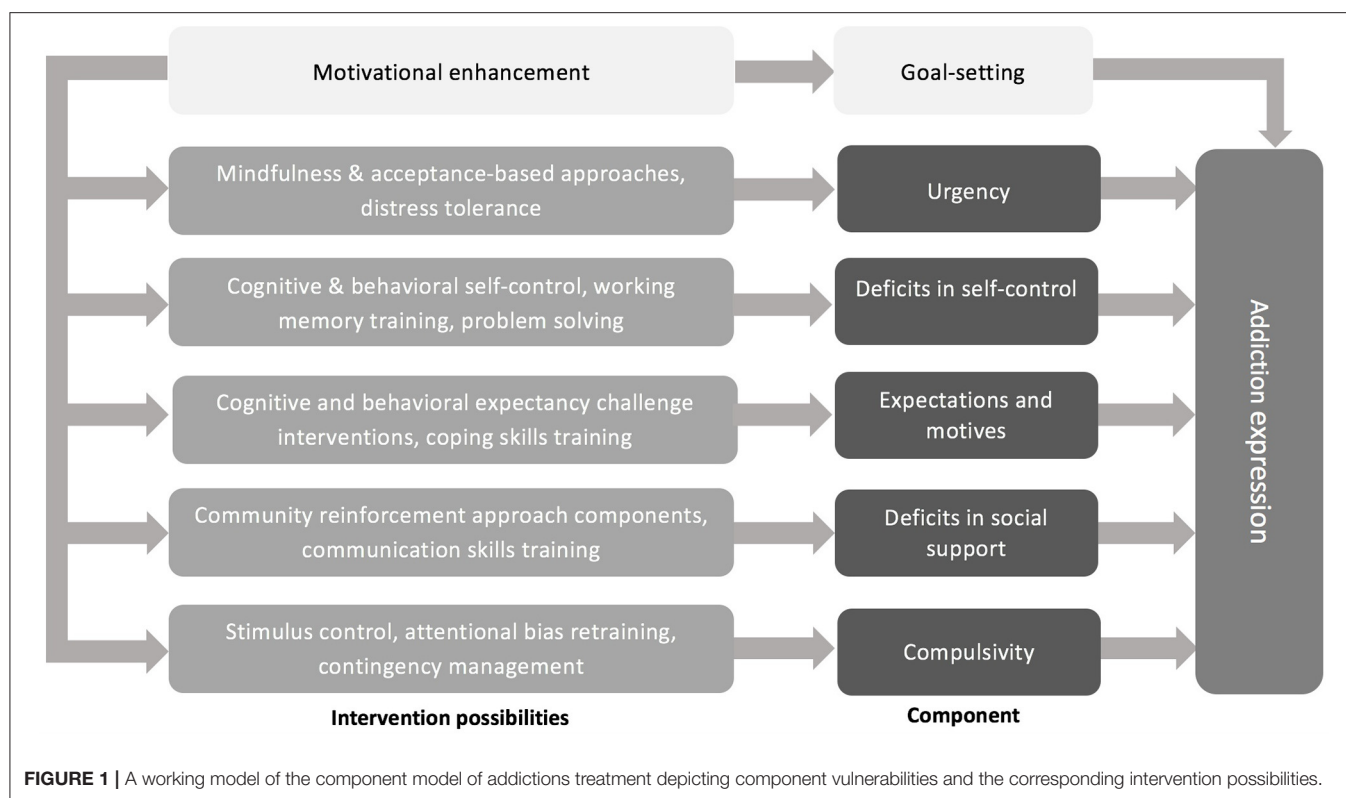 Motivational enhancement
Goal-setting
Mindfulness & acceptance-based approaches,
distress tolerance
Urgency
Cognitive & behavioral self-control, working
memory training, problem solving
Deficits in self-control
Cognitive and behavioral expectancy challenge
interventions, coping skills training
Expectations and
motives
Community reinforcement approach components,
communication skills training
Deficits in social
support
Stimulus control, attentional bias retraining,
contingency management
Compulsivity
Addiction expression
Intervention possibilities
Component
FIGURE 1 | A working model of the component model of addictions treatment depicting component vulnerabilities and the corresponding intervention possibilities.